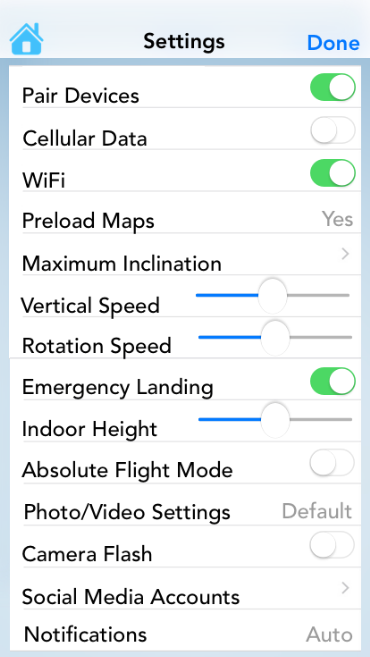 Settings
Done
Pair Devices
Cellular Data
WiFi
Preload Maps Yes
Maximum Inclination
Vertical Speed
Rotation Speed
Emergency Landing
Indoor Height
Absolute Flight Mode
Photo/Video Settings Default
Camera Flash
Social Media Accounts
Notifications Auto